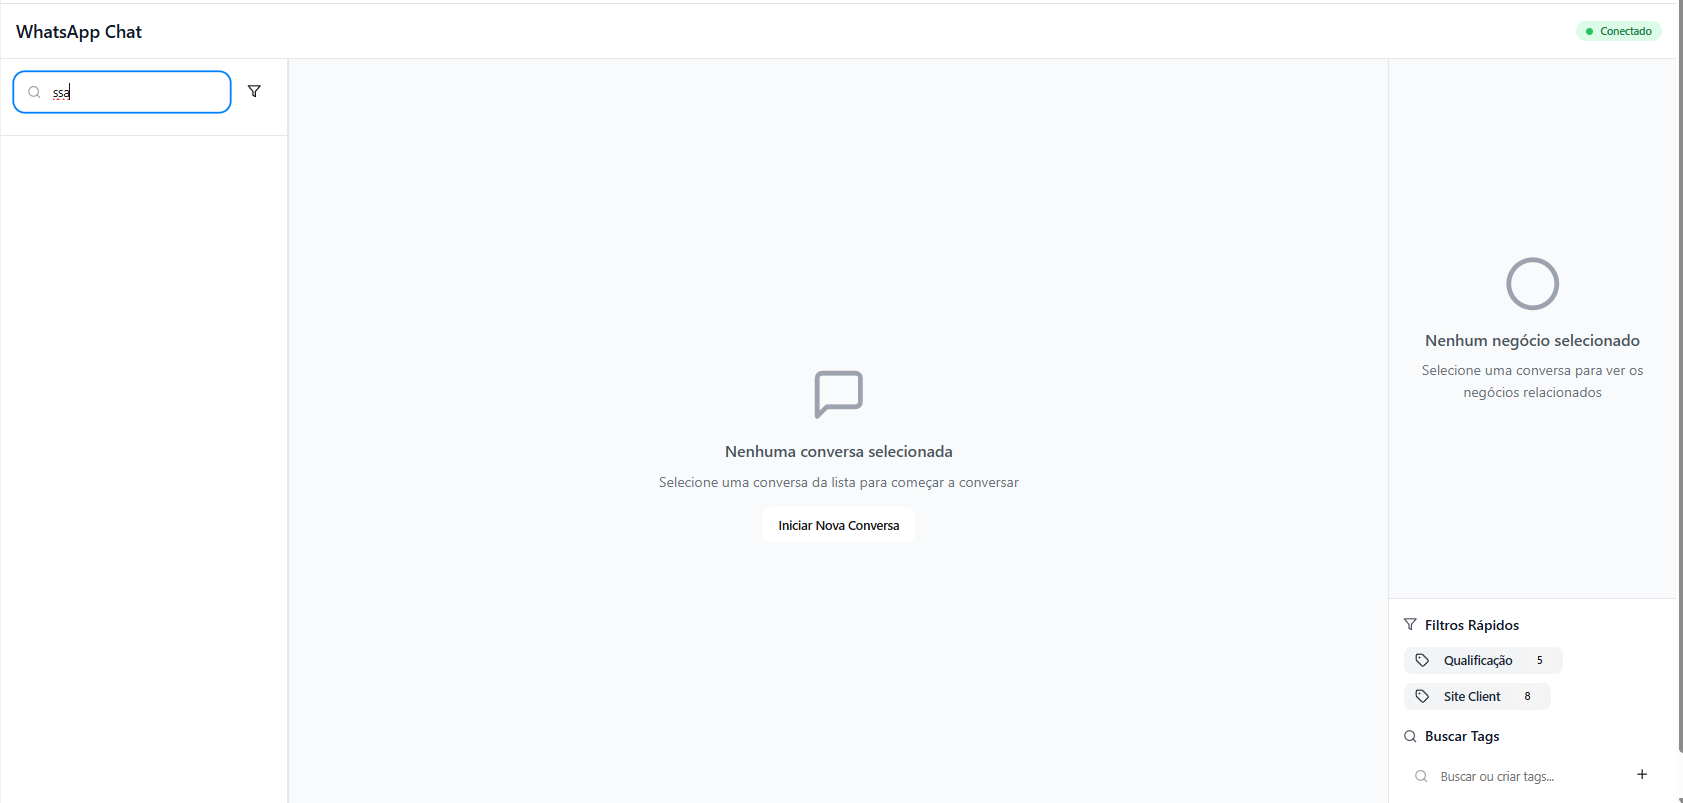 WhatsApp Chat
Conectado
ssa
Nenhuma conversa selecionada
Selecione uma conversa da lista para começar a conversar
Iniciar Nova Conversa
Nenhum negócio selecionado
Selecione uma conversa para ver os
negócios relacionados
Filtros Rápidos
Qualificação 5
Site Client 8
Buscar Tags
Buscar ou criar tags...